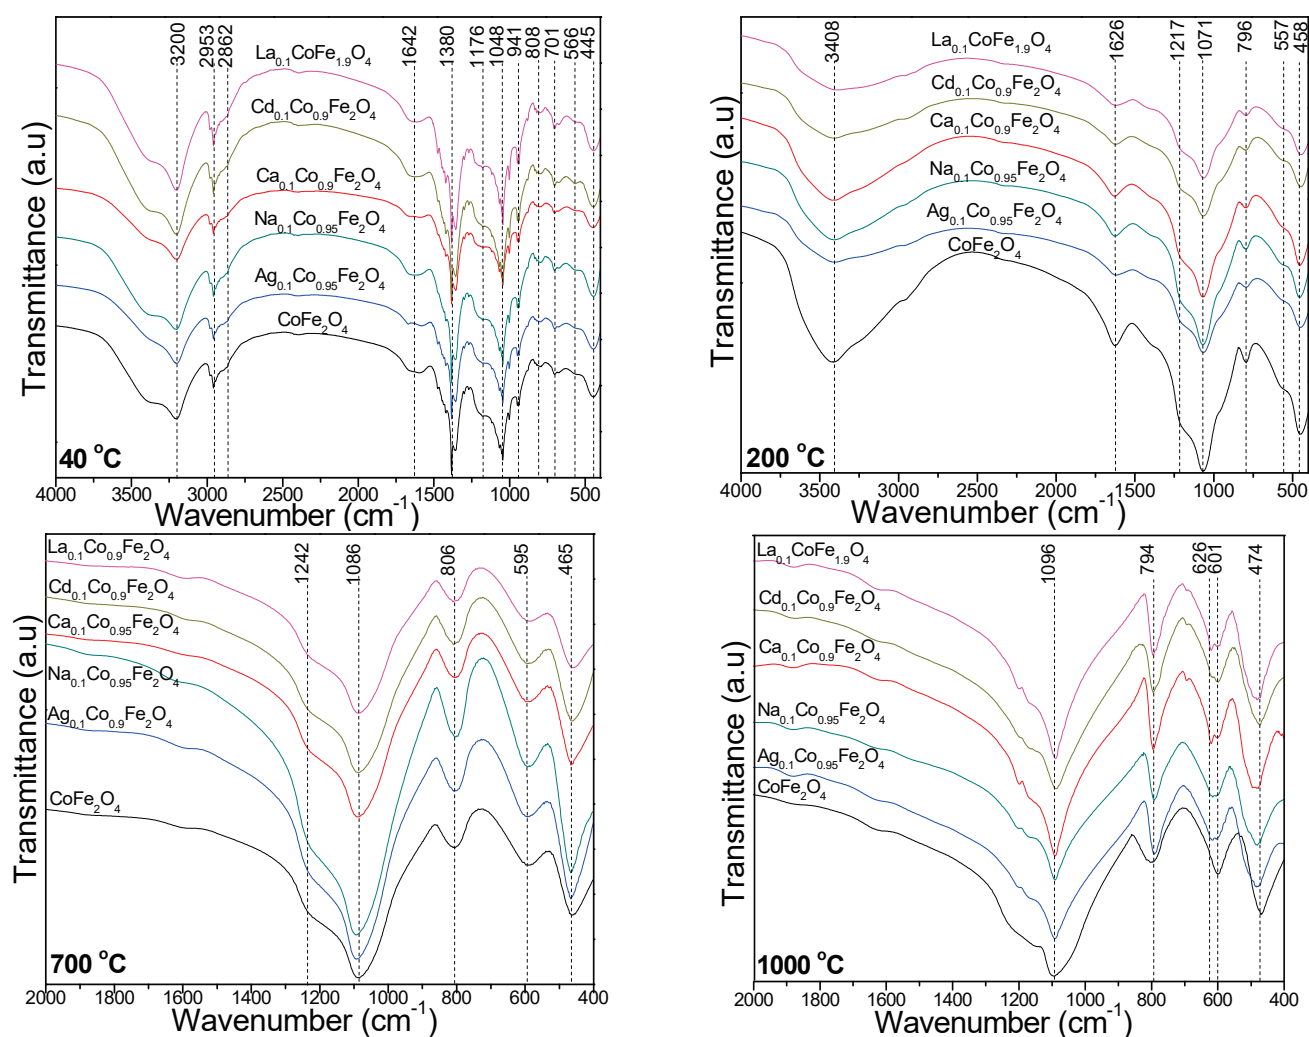 3200 2953 2862 1642 1380 1176 1048 941 808 701 566 445
La0.1CoFe1.9O4
Cd0.1Co0.9Fe2O4
Ca0.1Co0.9Fe2O4
Na0.1Co0.95Fe2O4
Ag0.1Co0.95Fe2O4
CoFe2O4
40 °C
Transmittance (a.u)
4000 3500 3000 2500 2000 1500 1000 500
Wavenumber (cm-1)
3408 1626 1217 1071 796 557 458
La0.1CoFe1.9O4
Cd0.1Co0.9Fe2O4
Ca0.1Co0.9Fe2O4
Na0.1Co0.95Fe2O4
Ag0.1Co0.95Fe2O4
CoFe2O4
200 °C
Transmittance (a.u)
4000 3500 3000 2500 2000 1500 1000 500
Wavenumber (cm-1)
1242 1086 806 595 465
La0.1Co0.9Fe2O4
Cd0.1Co0.9Fe2O4
Ca0.1Co0.95Fe2O4
Na0.1Co0.95Fe2O4
Ag0.1Co0.9Fe2O4
CoFe2O4
700 °C
Transmittance (a.u)
2000 1800 1600 1400 1200 1000 800 600 400
Wavenumber (cm-1)
1096 794 626 601 474
La0.1CoFe1.9O4
Cd0.1Co0.9Fe2O4
Ca0.1Co0.9Fe2O4
Na0.1Co0.95Fe2O4
Ag0.1Co0.95Fe2O4
CoFe2O4
1000 °C
Transmittance (a.u)
2000 1800 1600 1400 1200 1000 800 600 400
Wavenumber (cm-1)